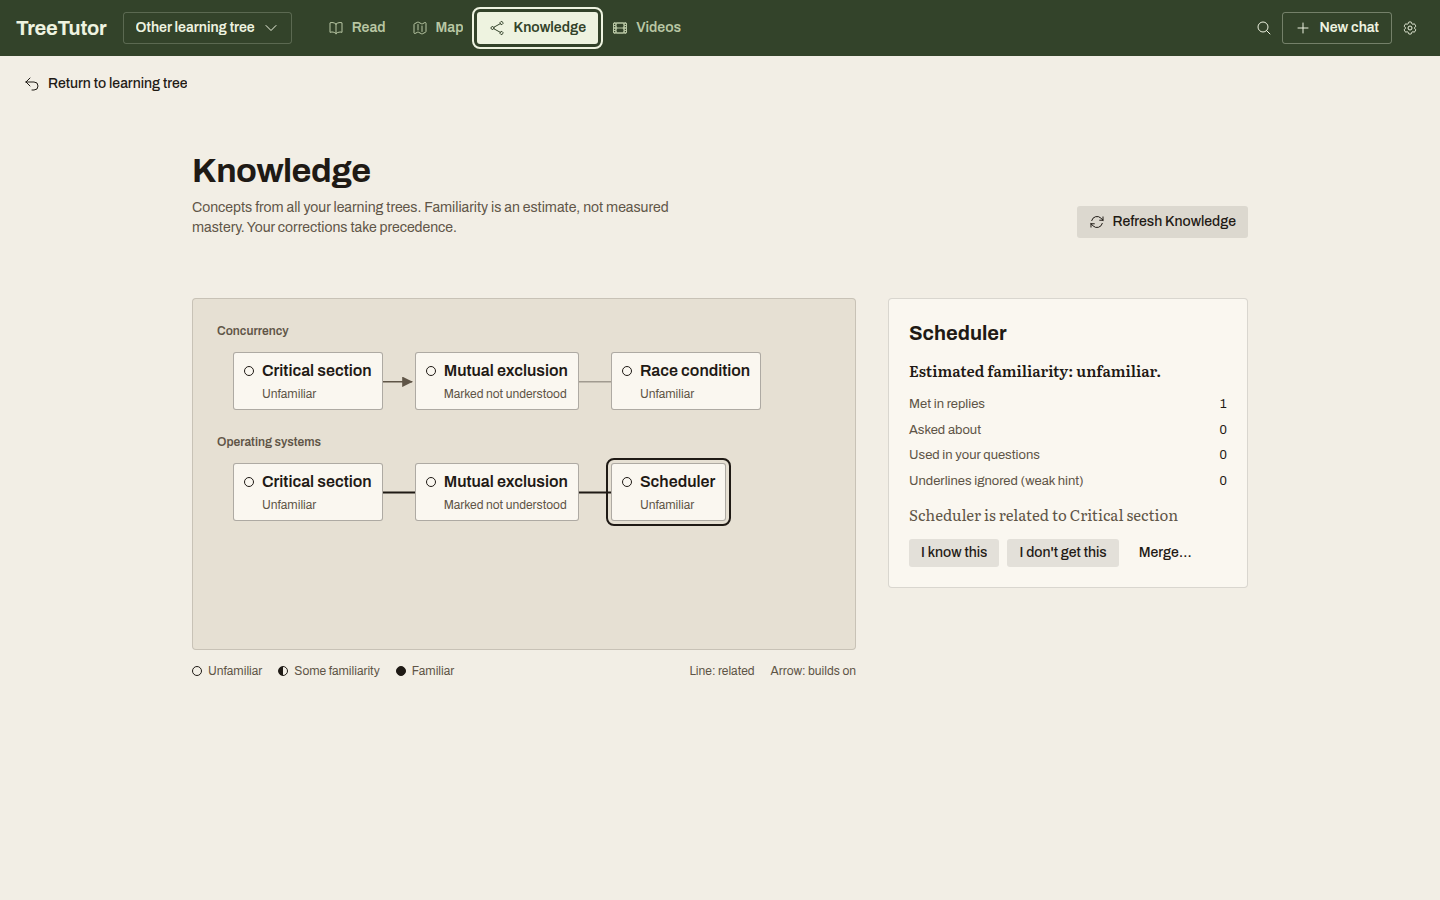 TreeTutor
Other learning tree
Read
Map
Knowledge
Videos
New chat
Return to learning tree
Knowledge
Concepts from all your learning trees. Familiarity is an estimate, not measured
mastery. Your corrections take precedence.
Refresh Knowledge
Concurrency
Critical section
Unfamiliar
Mutual exclusion
Marked not understood
Race condition
Unfamiliar
Operating systems
Critical section
Unfamiliar
Mutual exclusion
Marked not understood
Scheduler
Unfamiliar
Unfamiliar
Some familiarity
Familiar
Line: related
Arrow: builds on
Scheduler
Estimated familiarity: unfamiliar.
Met in replies 1
Asked about 0
Used in your questions 0
Underlines ignored (weak hint) 0
Scheduler is related to Critical section
I know this
I don't get this
Merge...